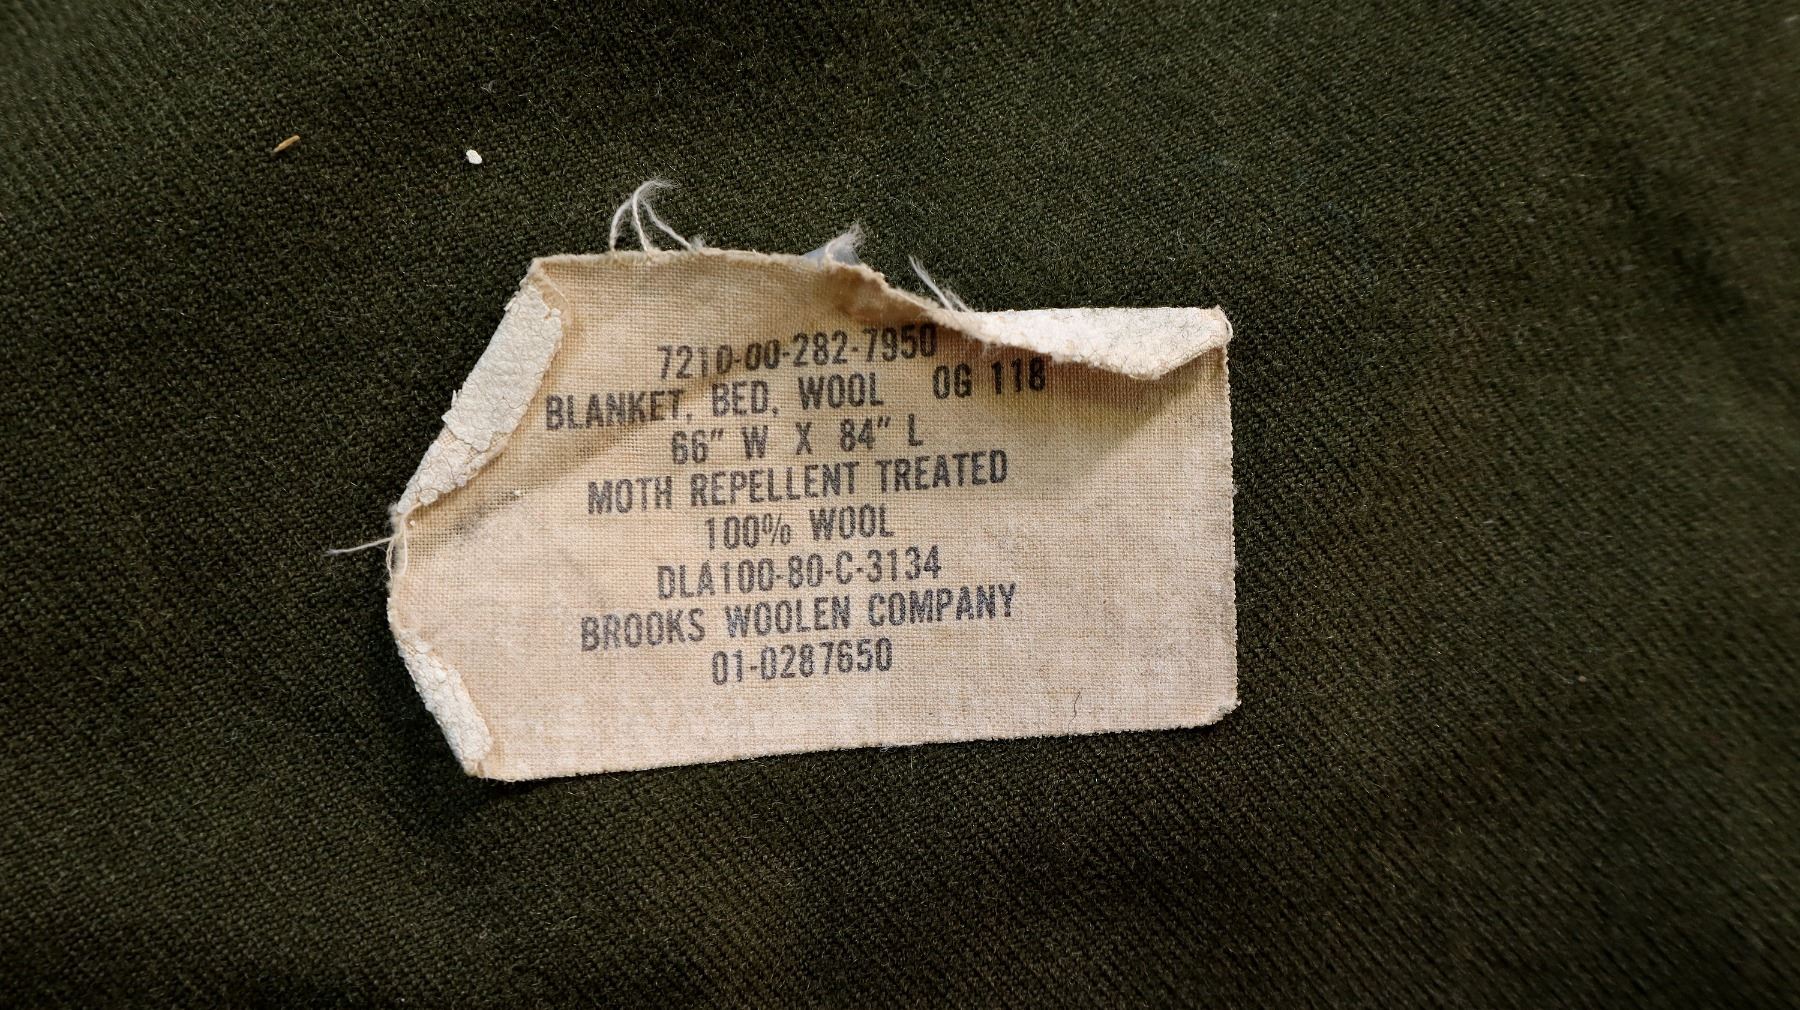 7210-00-282-7950
BLANKET, BED, WOOL OG 118
66" W X 84" L
MOTH REPELLENT TREATED
100% WOOL
DLA100-80-C-3134
BROOKS WOOLEN COMPANY
01-0287650